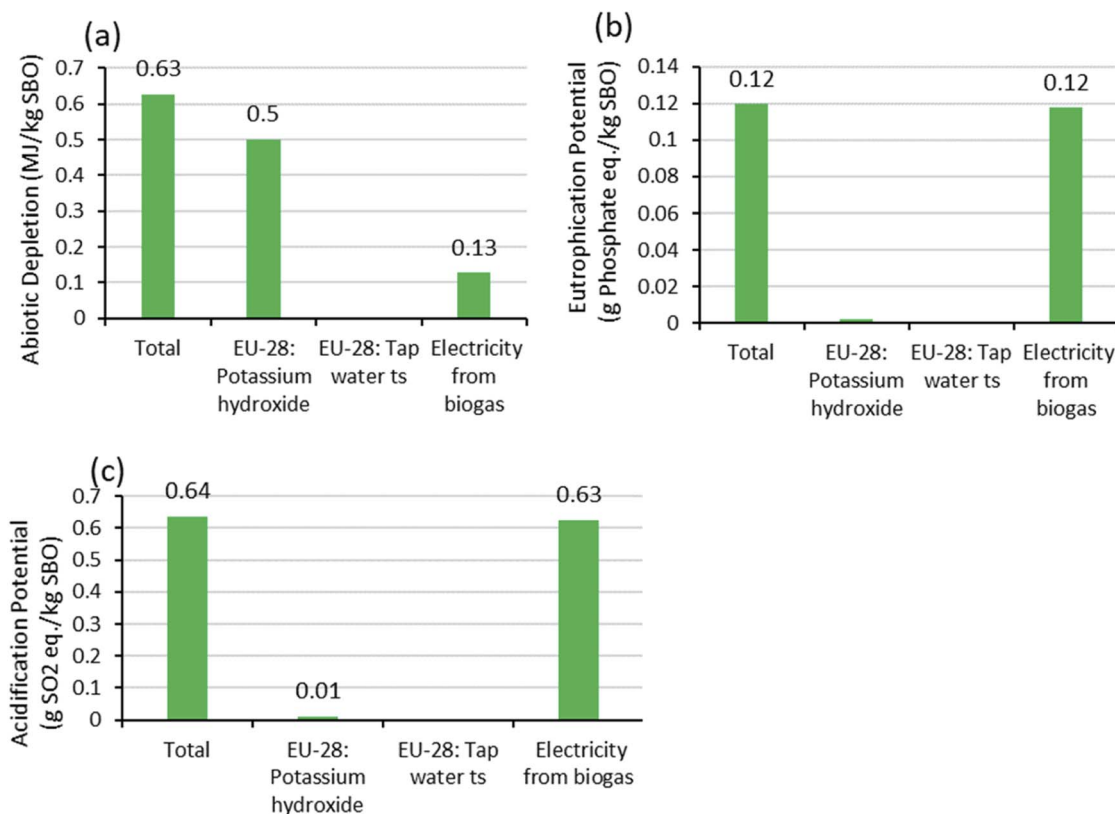 (a)
Abiotic Depletion (MJ/kg SBO)
0.7
0.6
0.5
0.4
0.3
0.2
0.1
0
0.63
0.5
0.13
Total
EU-28:
Potassium
hydroxide
EU-28: Tap
water ts
Electricity
from
biogas
(b)
Eutrophication Potential
(g Phosphate eq./kg SBO)
0.14
0.12
0.1
0.08
0.06
0.04
0.02
0
0.12
0.12
Total
EU-28:
Potassium
hydroxide
EU-28: Tap
water ts
Electricity
from
biogas
(c)
Acidification Potential
(g SO2 eq./kg SBO)
0.7
0.6
0.5
0.4
0.3
0.2
0.1
0
0.64
0.01
0.63
Total
EU-28:
Potassium
hydroxide
EU-28: Tap
water ts
Electricity
from biogas